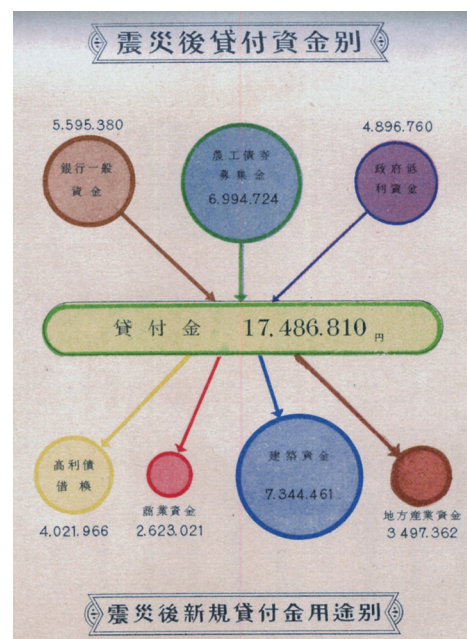 震災後貸付資金別
5.595.380
4.896.760
銀行一般
資金
農工債券
募集金
6.994.724
政府低
利資金
貸付金 17.486.810円
高利債
借換
4.021.966
商業資金
2.623.021
建築資金
7.344.461
地方産業資金
3 497.362
震災後新規貸付金用途別